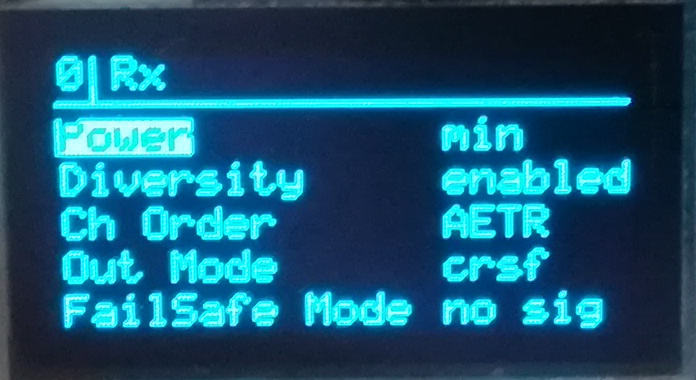 0|Rx
Power min
Diversity enabled
Ch Order AETR
Out Mode crsf
FailSafe Mode no sig